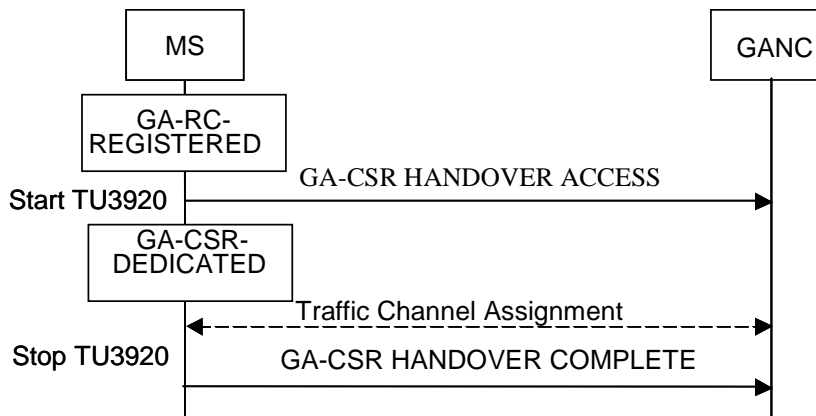 MS
GANC
GA-RC-
REGISTERED
GA-CSR HANDOVER ACCESS
Start TU3920
GA-CSR-
DEDICATED
Traffic Channel Assignment
Stop TU3920
GA-CSR HANDOVER COMPLETE